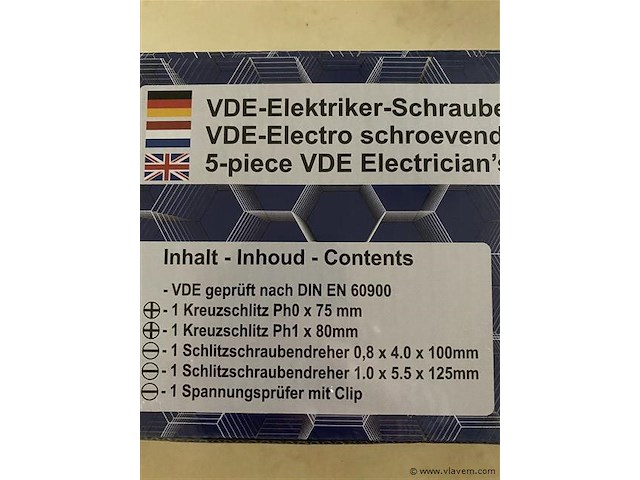 VDE-Elektriker-Schraube
VDE-Electro schroevend
5-piece VDE Electrician's
Inhalt - Inhoud - Contents
- VDE geprüft nach DIN EN 60900
- 1 Kreuzschlitz Ph0 x 75 mm
- 1 Kreuzschlitz Ph1 x 80mm
- 1 Schlitzschraubendreher 0,8 x 4.0 x 100mm
- 1 Schlitzschraubendreher 1.0 x 5.5 x 125mm
- 1 Spannungsprüfer mit Clip
© www.vlavem.com